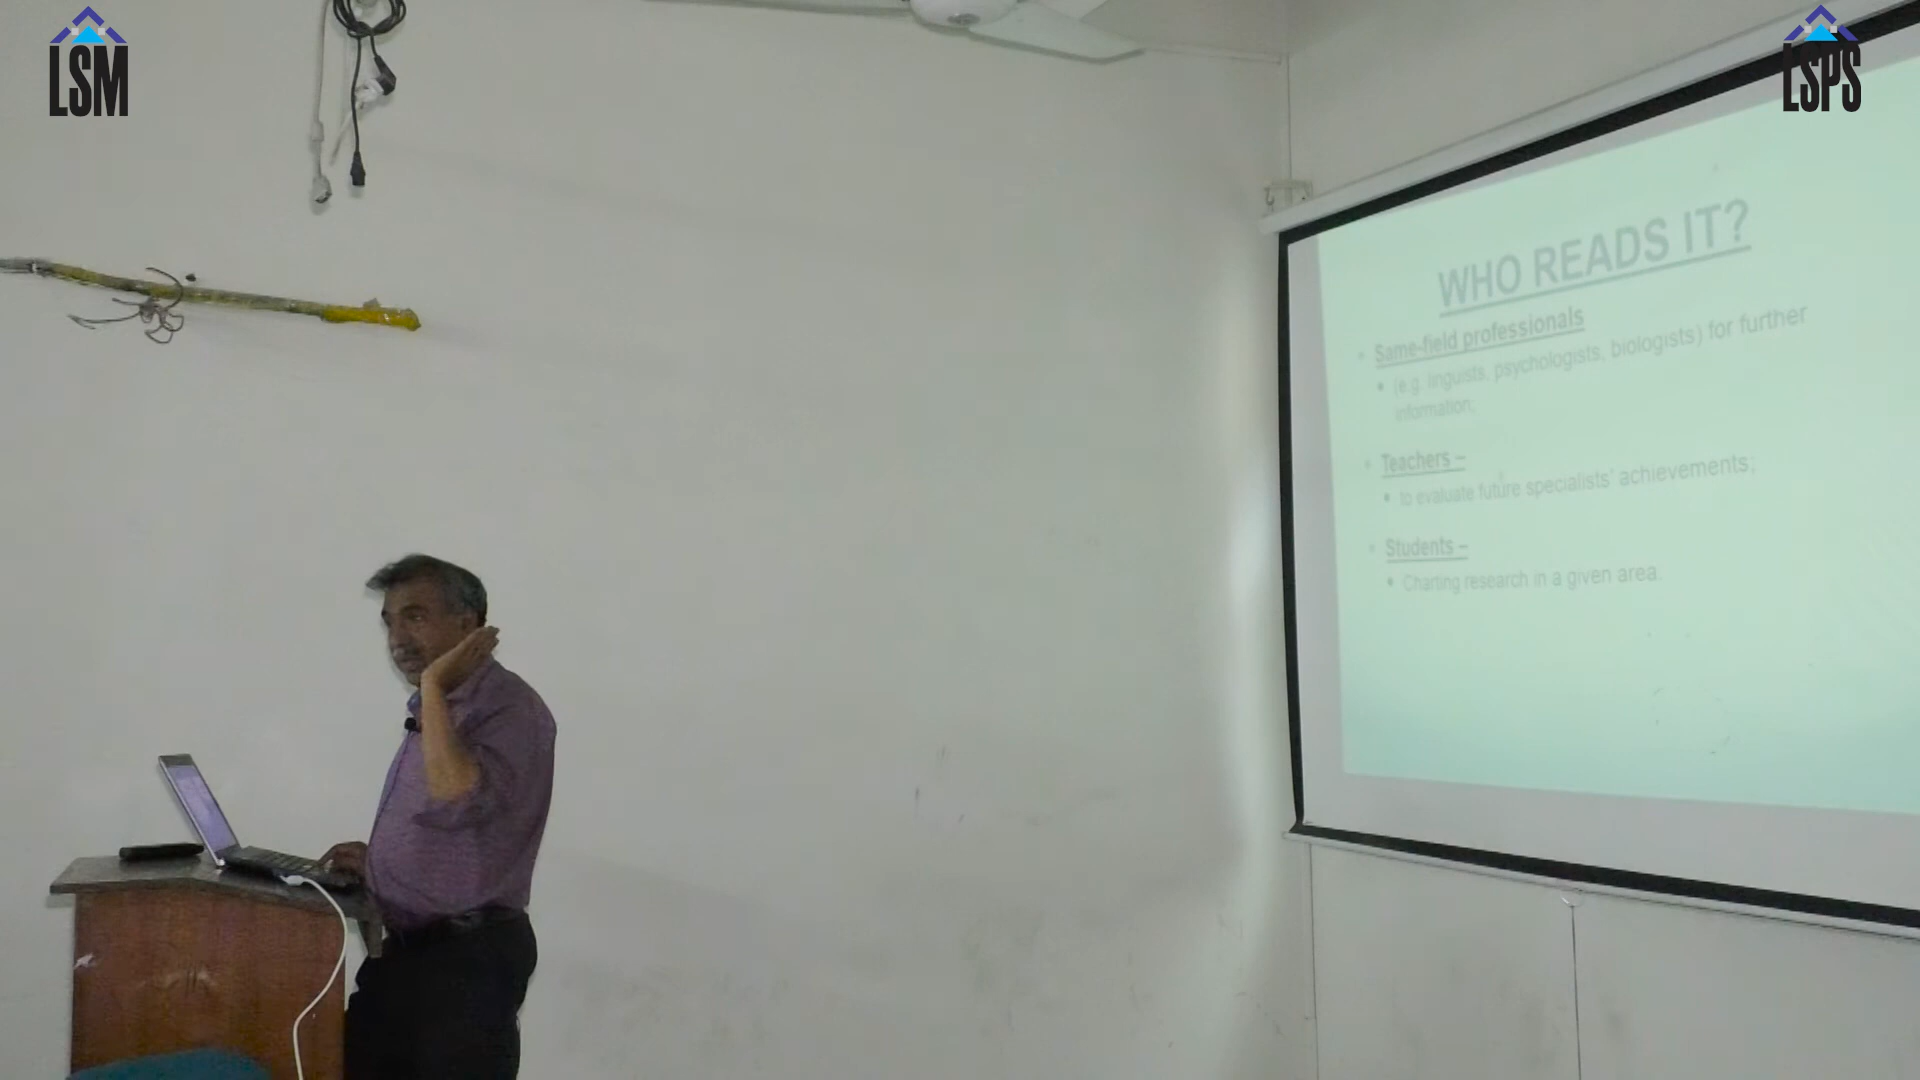 LSM
LSPS
WHO READS IT?
• Same-field professionals
• (e.g. linguists, psychologists, biologists) for further
information;
• Teachers –
• to evaluate future specialists' achievements;
• Students –
• Charting research in a given area.